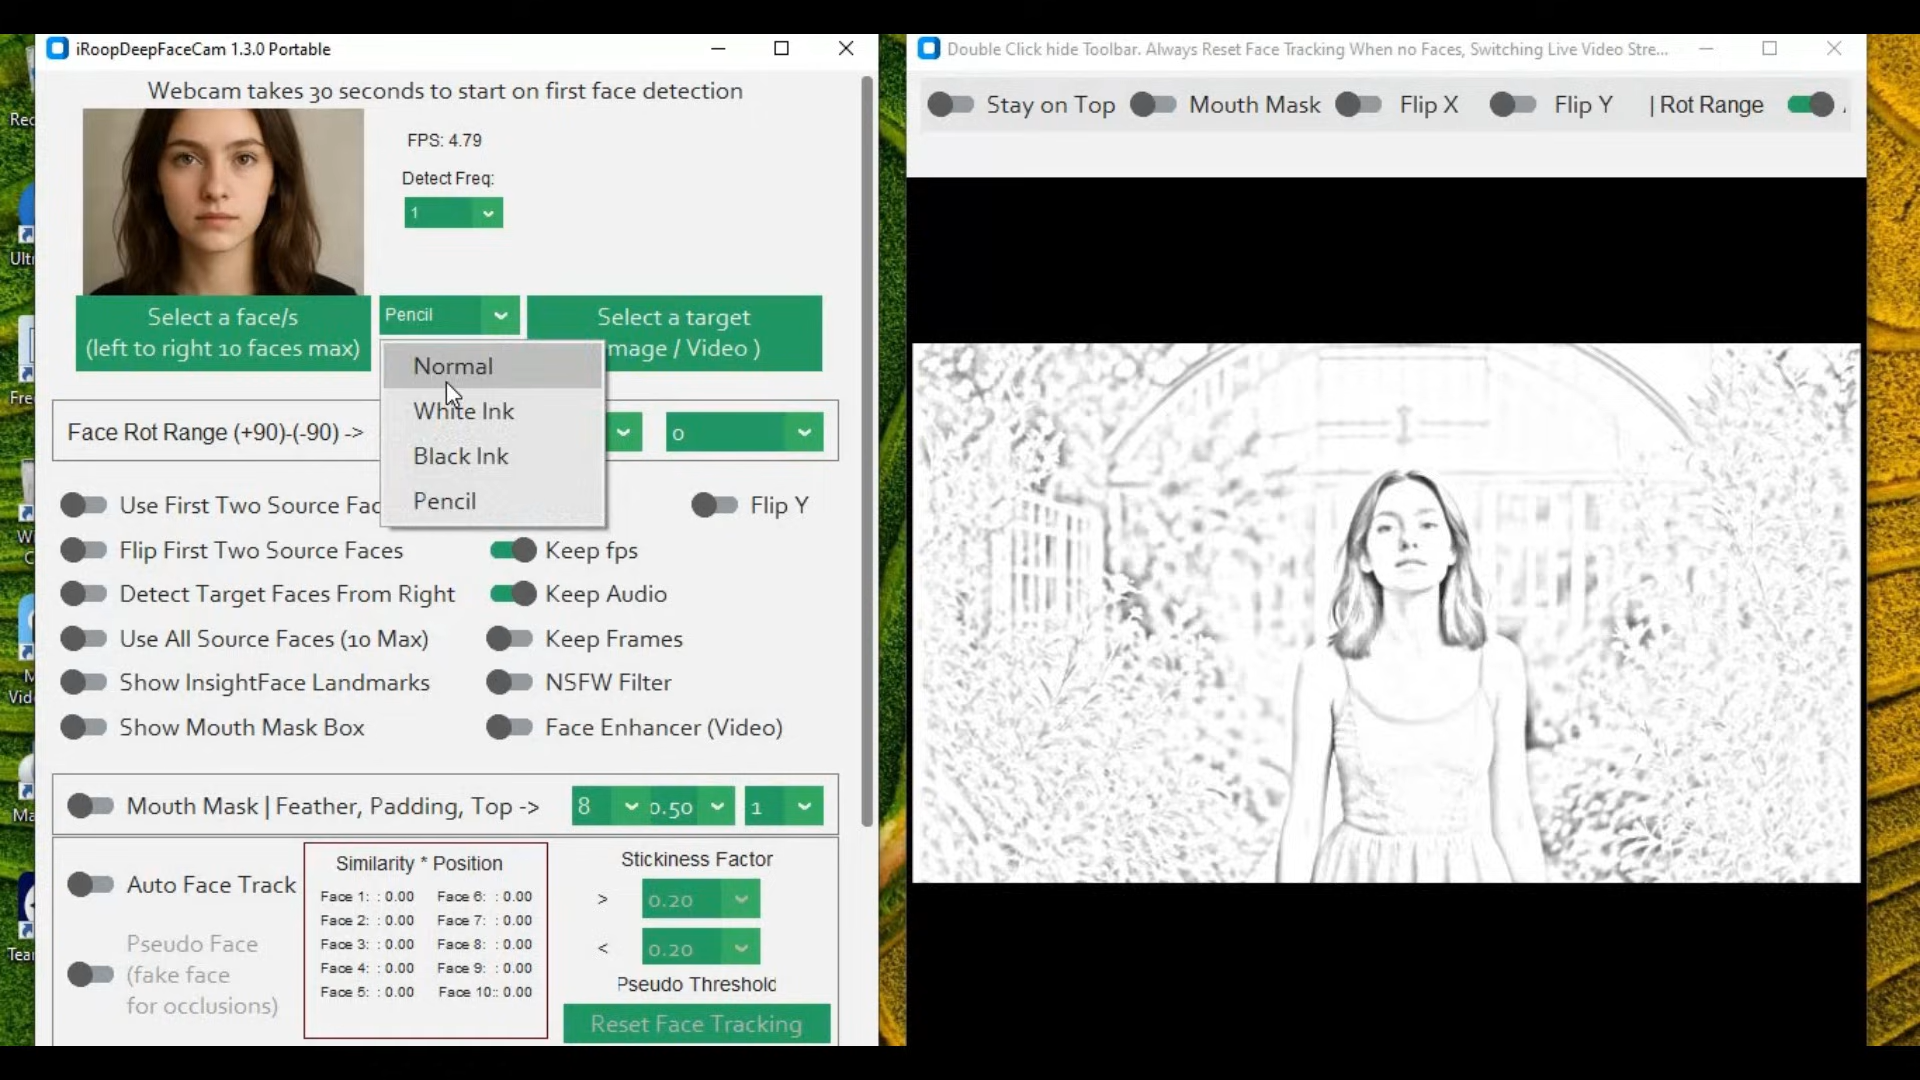 iRoopDeepFaceCam 1.3.0 Portable
Webcam takes 30 seconds to start on first face detection
FPS: 4.79
Detect Freq:
1
Select a face/s
(left to right 10 faces max)
Pencil
Select a target
mage / Video )
Normal
White Ink
Black Ink
Pencil
Face Rot Range (+90)-(-90) ->
0
Use First Two Source Fac
Flip Y
Flip First Two Source Faces
Keep fps
Detect Target Faces From Right
Keep Audio
Use All Source Faces (10 Max)
Keep Frames
Show InsightFace Landmarks
NSFW Filter
Show Mouth Mask Box
Face Enhancer (Video)
Mouth Mask | Feather, Padding, Top ->
8
0.50
1
Auto Face Track
Pseudo Face
(fake face
for occlusions)
Similarity * Position
Face 1: : 0.00 Face 6: : 0.00
Face 2: : 0.00 Face 7: : 0.00
Face 3: : 0.00 Face 8: : 0.00
Face 4: : 0.00 Face 9: : 0.00
Face 5: : 0.00 Face 10:: 0.00
Stickiness Factor
> 0.20
< 0.20
Pseudo Threshold
Reset Face Tracking
Double Click hide Toolbar. Always Reset Face Tracking When no Faces, Switching Live Video Stre...
Stay on Top Mouth Mask Flip X Flip Y | Rot Range